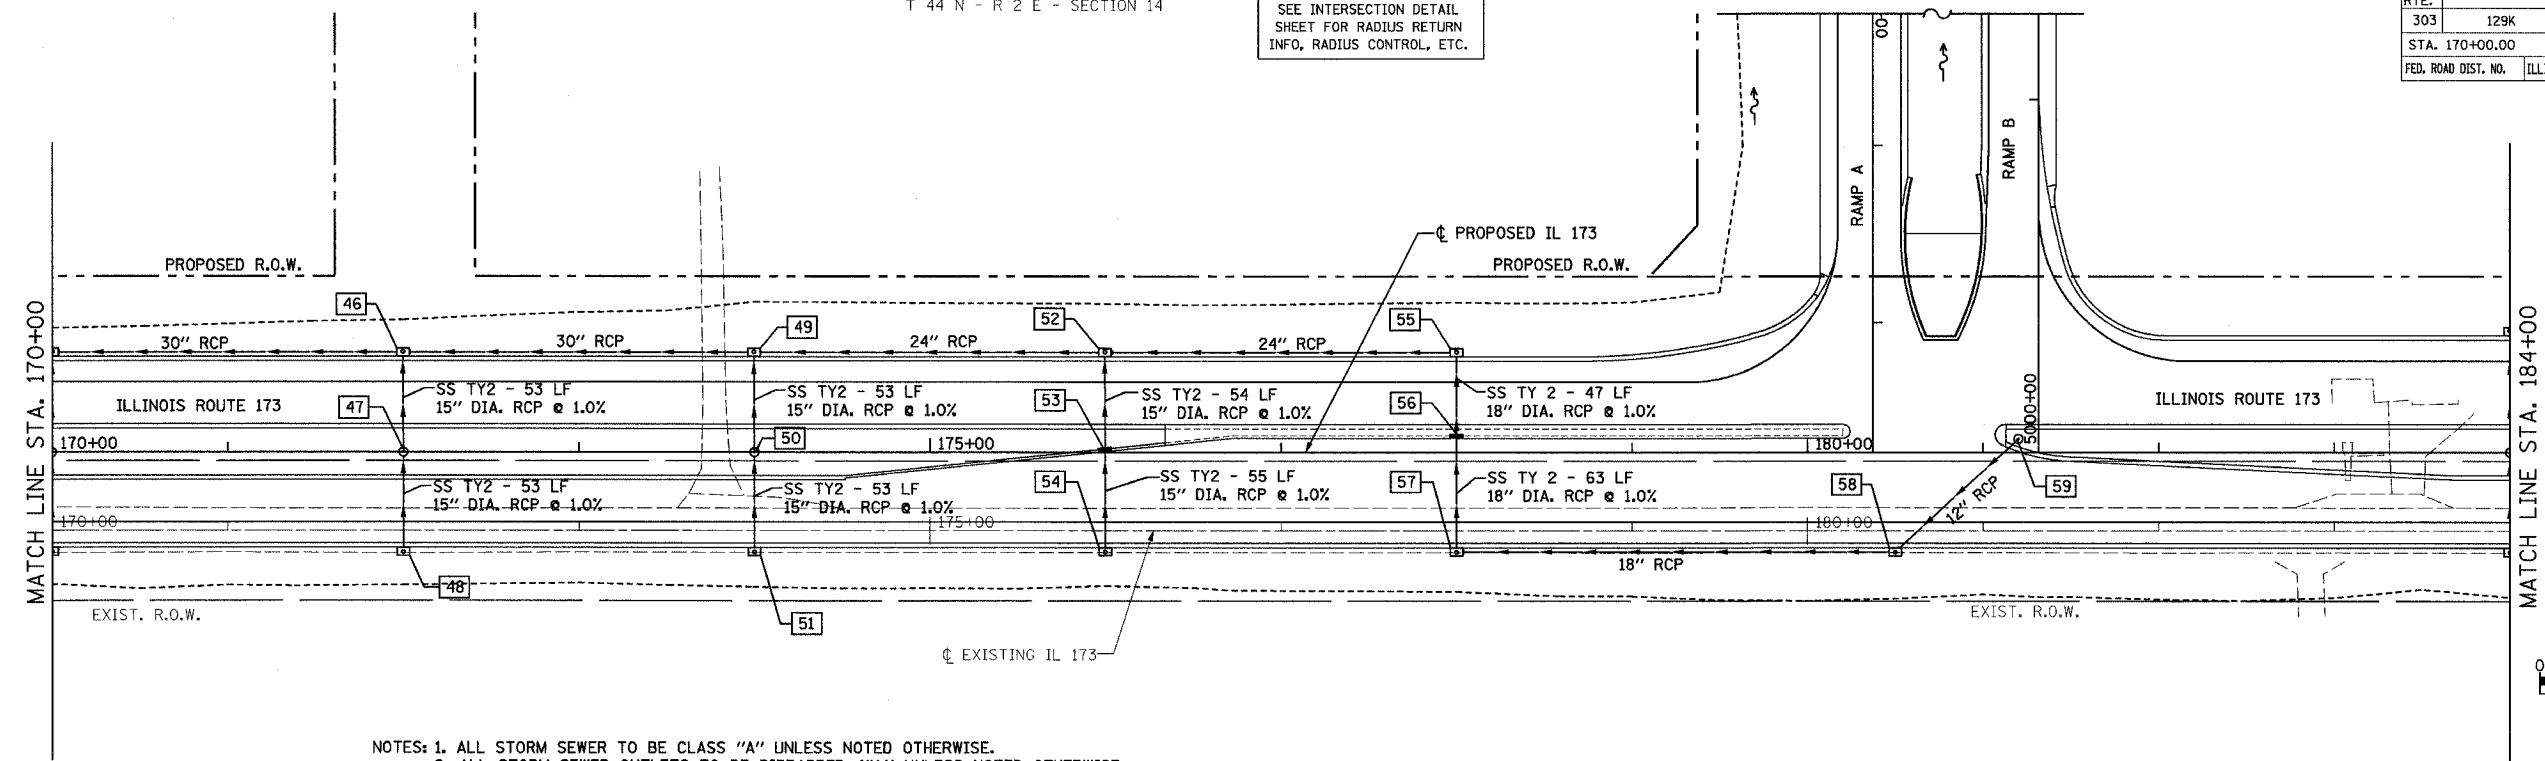 T 44 N - R 2 E - SECTION 14
SEE INTERSECTION DETAIL
SHEET FOR RADIUS RETURN
INFO, RADIUS CONTROL, ETC.
RTE.
303 129K
STA. 170+00.00
FED. ROAD DIST. NO. ILL
00
RAMP A
RAMP B
℄ PROPOSED IL 173
PROPOSED R.O.W.
PROPOSED R.O.W.
MATCH LINE STA. 170+00
MATCH LINE STA. 184+00
46
49
52
55
30" RCP
30" RCP
24" RCP
24" RCP
SS TY2 - 53 LF
15" DIA. RCP @ 1.0%
SS TY2 - 53 LF
15" DIA. RCP @ 1.0%
SS TY2 - 54 LF
15" DIA. RCP @ 1.0%
SS TY 2 - 47 LF
18" DIA. RCP @ 1.0%
ILLINOIS ROUTE 173
ILLINOIS ROUTE 173
47
50
53
56
170+00
175+00
180+00
5000+00
SS TY2 - 53 LF
15" DIA. RCP @ 1.0%
SS TY2 - 53 LF
15" DIA. RCP @ 1.0%
SS TY2 - 55 LF
15" DIA. RCP @ 1.0%
SS TY 2 - 63 LF
18" DIA. RCP @ 1.0%
54
57
58
59
12" RCP
170+00
175+00
180+00
18" RCP
48
51
EXIST. R.O.W.
EXIST. R.O.W.
℄ EXISTING IL 173
0
NOTES: 1. ALL STORM SEWER TO BE CLASS "A" UNLESS NOTED OTHERWISE.